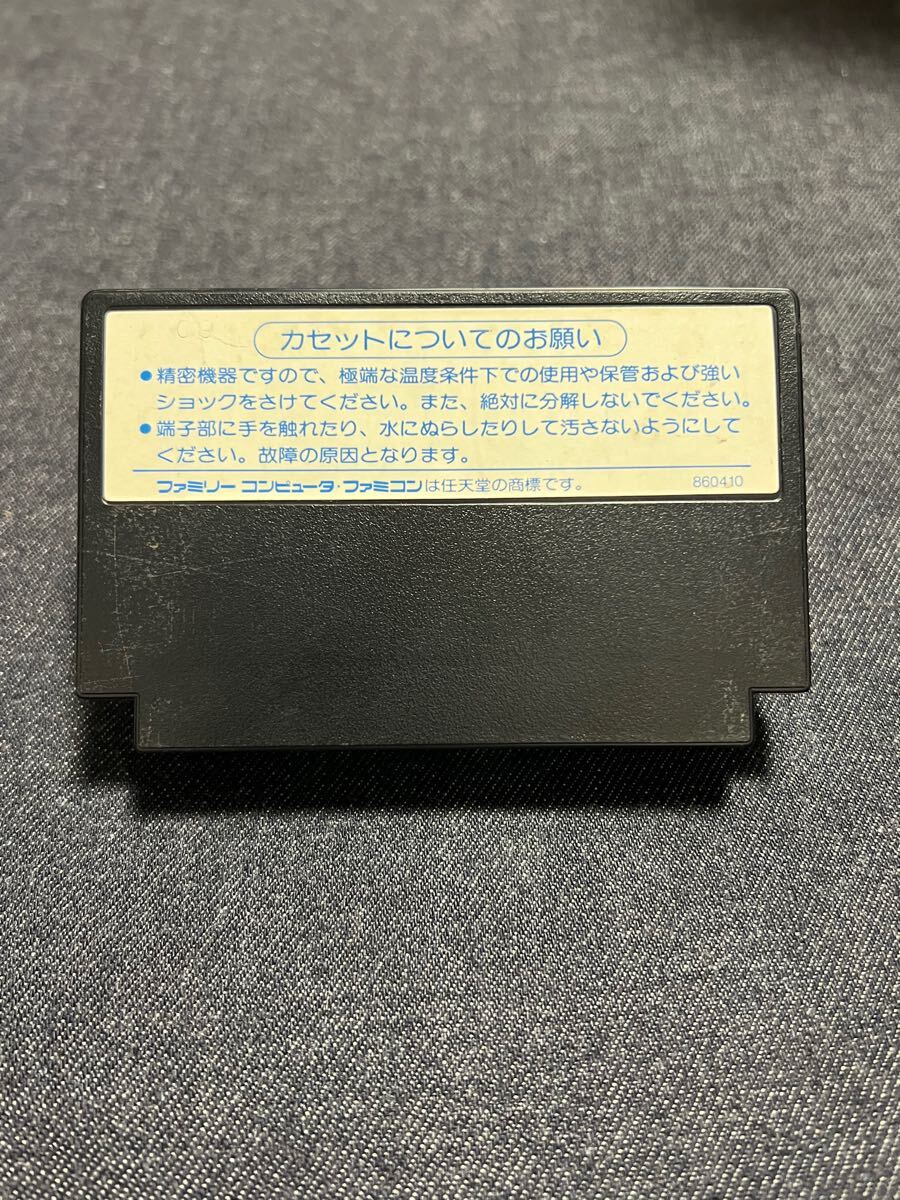 カセットについてのお願い
●精密機器ですので、極端な温度条件下での使用や保管および強い
ショックをさけてください。また、絶対に分解しないでください。
●端子部に手を触れたり、水にぬらしたりして汚さないようにして
ください。故障の原因となります。
ファミリー コンピュータ・ファミコンは任天堂の商標です。 860410